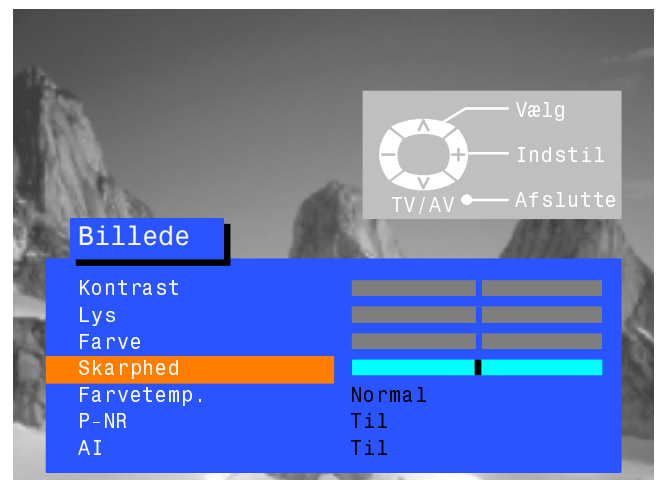 Vælg
Indstil
TV/AV Afslutte
Billede
Kontrast
Lys
Farve
Skarphed
Farvetemp. Normal
P-NR Til
AI Til